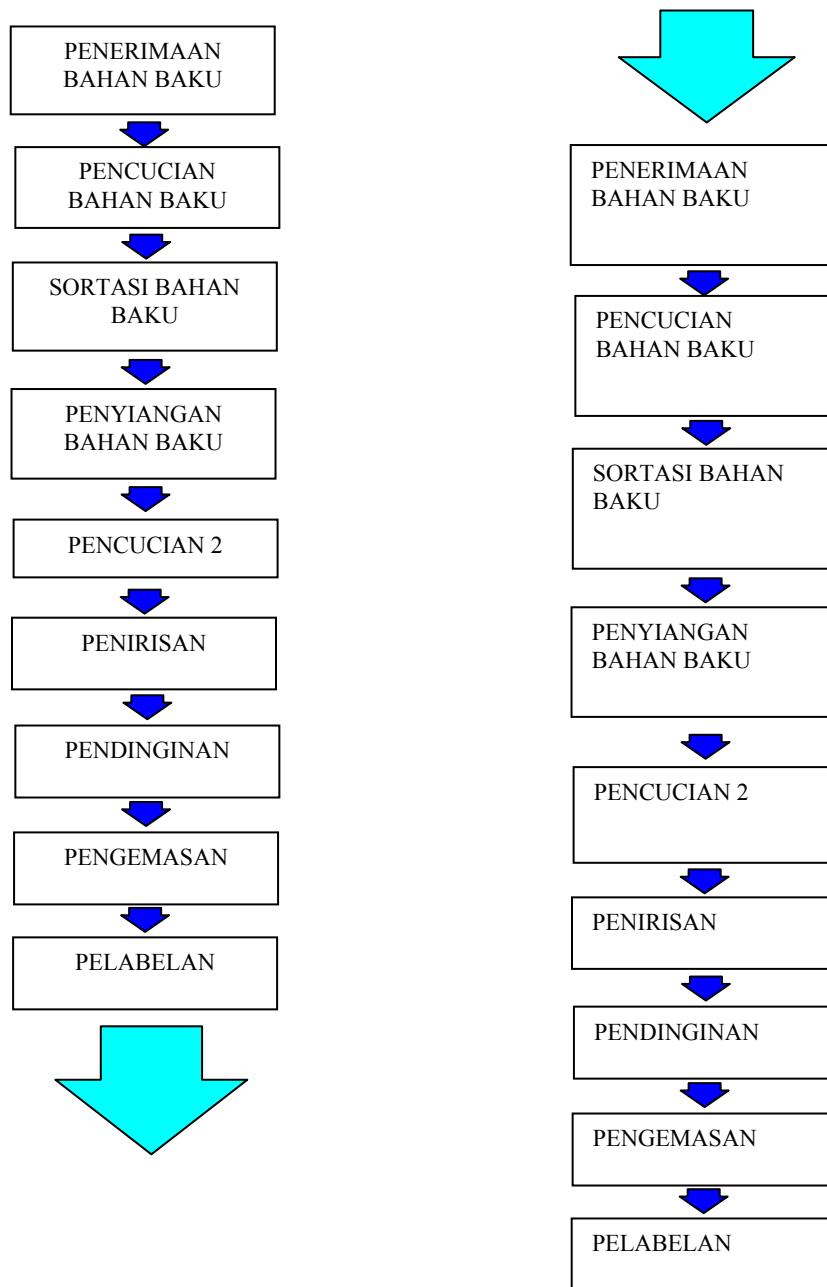 PENERIMAAN
BAHAN BAKU
PENCUCIAN
BAHAN BAKU
SORTASI BAHAN
BAKU
PENYIANGAN
BAHAN BAKU
PENCUCIAN 2
PENIRISAN
PENDINGINAN
PENGEMASAN
PELABELAN
PENERIMAAN
BAHAN BAKU
PENCUCIAN
BAHAN BAKU
SORTASI BAHAN
BAKU
PENYIANGAN
BAHAN BAKU
PENCUCIAN 2
PENIRISAN
PENDINGINAN
PENGEMASAN
PELABELAN